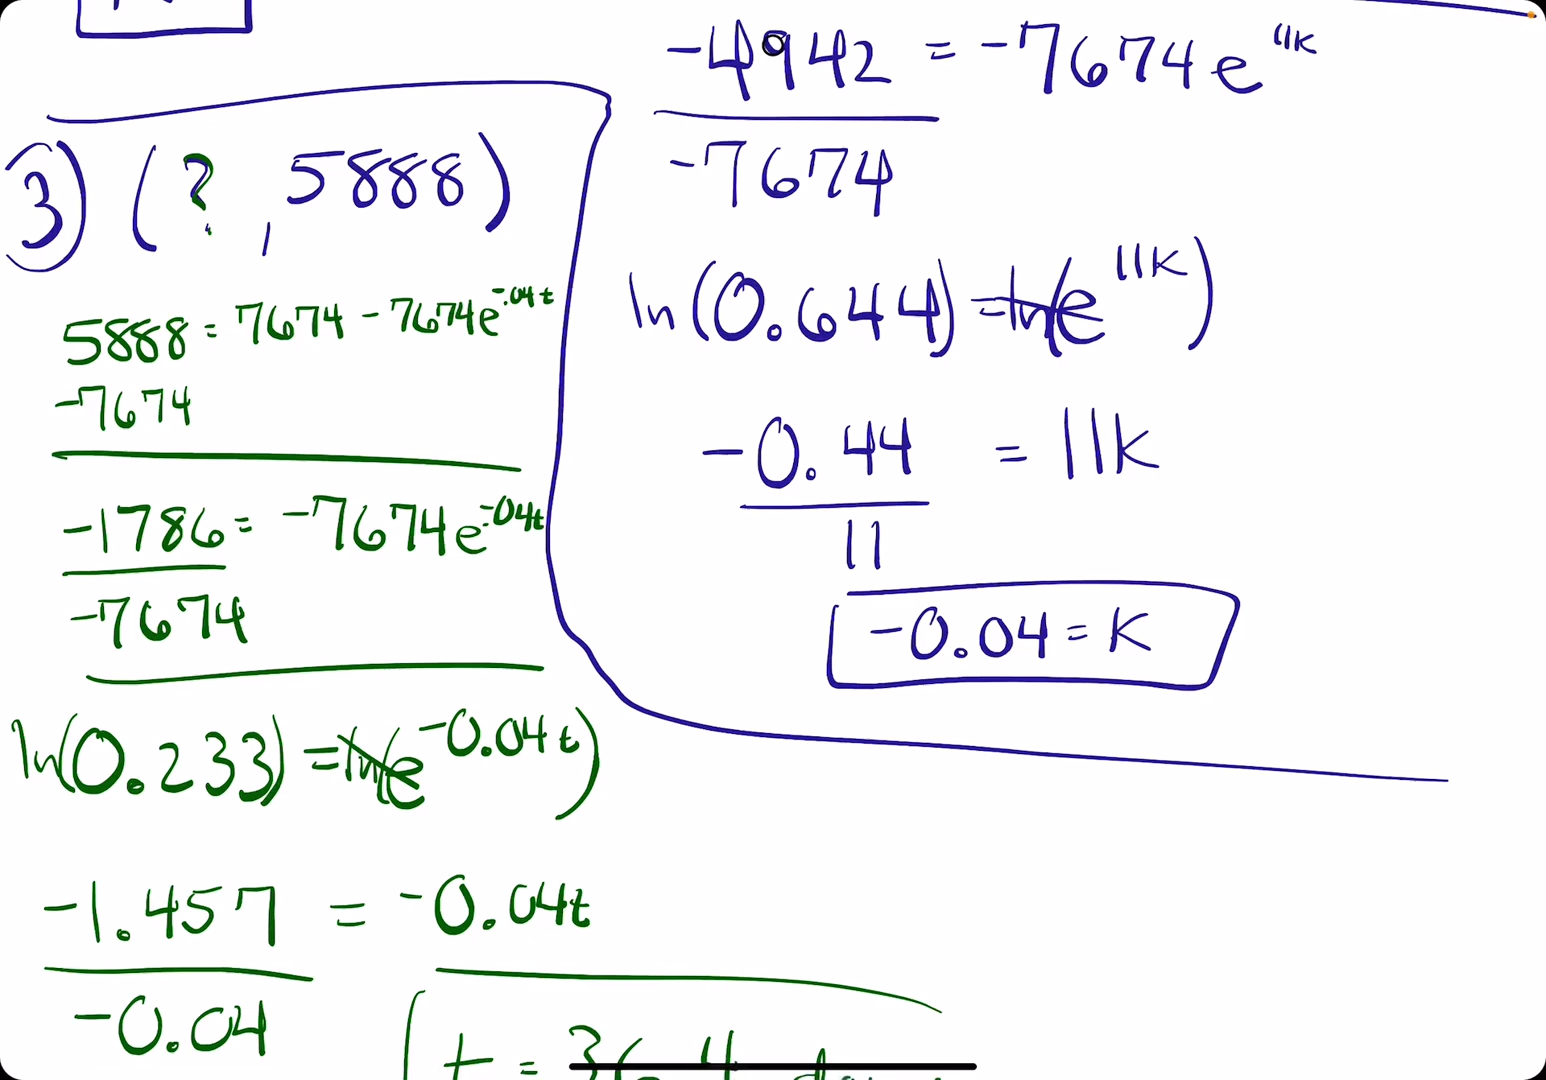 -4942 = -7674e^11k
-7674
ln(0.644) = ln(e^11k)
-0.44 = 11k
11
-0.04 = k
3) (?, 5888)
5888 = 7674 - 7674e^-.04t
-7674
-1786 = -7674e^-.04t
-7674
ln(0.233) = ln(e^-0.04t)
-1.457 = -0.04t
-0.04
t = 36.4